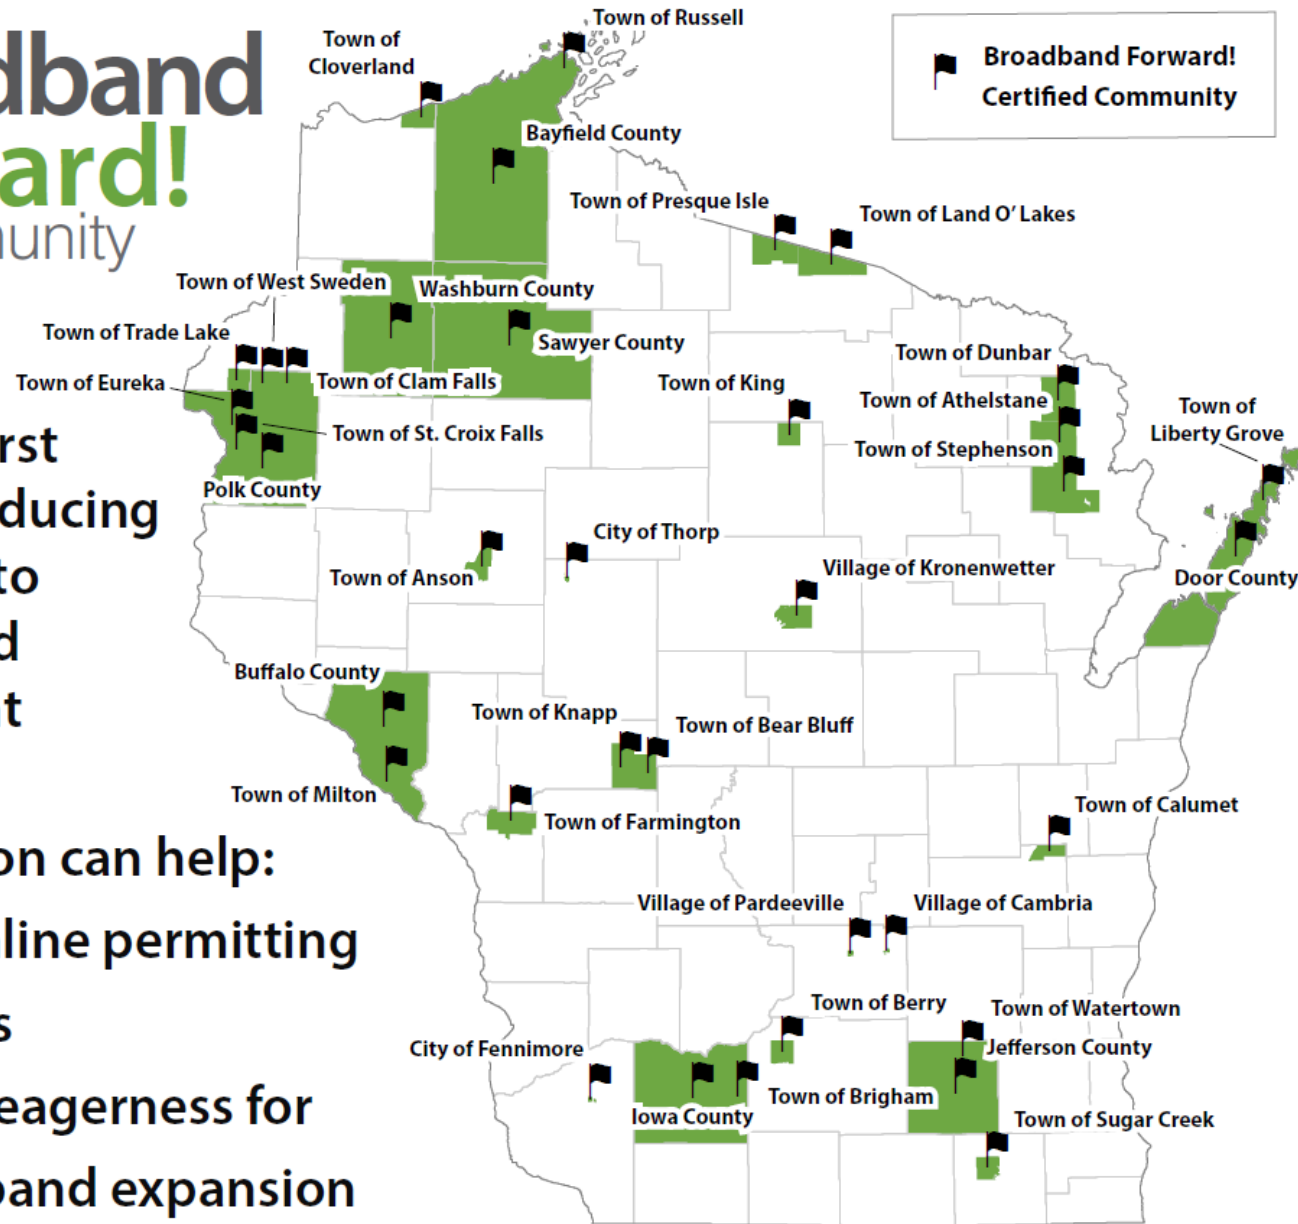 dband
ard!
unity
rst
ducing
to
d
t
on can help:
line permitting
s
eagerness for
band expansion
Broadband Forward!
Certified Community
Town of Russell
Town of
Cloverland
Bayfield County
Town of Presque Isle
Town of Land O' Lakes
Town of West Sweden
Washburn County
Town of Trade Lake
Sawyer County
Town of Dunbar
Town of Eureka
Town of Clam Falls
Town of King
Town of Athelstane
Town of
Liberty Grove
Town of St. Croix Falls
Town of Stephenson
Polk County
City of Thorp
Town of Anson
Village of Kronenwetter
Door County
Buffalo County
Town of Knapp
Town of Bear Bluff
Town of Milton
Town of Farmington
Town of Calumet
Village of Pardeeville
Village of Cambria
Town of Berry
Town of Watertown
City of Fennimore
Jefferson County
Town of Brigham
Iowa County
Town of Sugar Creek